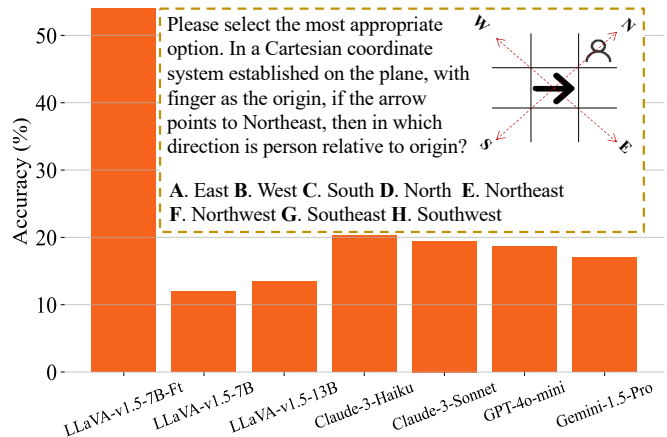 Please select the most appropriate
option. In a Cartesian coordinate
system established on the plane, with
finger as the origin, if the arrow
points to Northeast, then in which
direction is person relative to origin?
A. East B. West C. South D. North E. Northeast
F. Northwest G. Southeast H. Southwest
W
N
S
E
Accuracy (%)
50
40
30
20
10
0
LLaVA-v1.5-7B-Ft
LLaVA-v1.5-7B
LLaVA-v1.5-13B
Claude-3-Haiku
Claude-3-Sonnet
GPT-4o-mini
Gemini-1.5-Pro